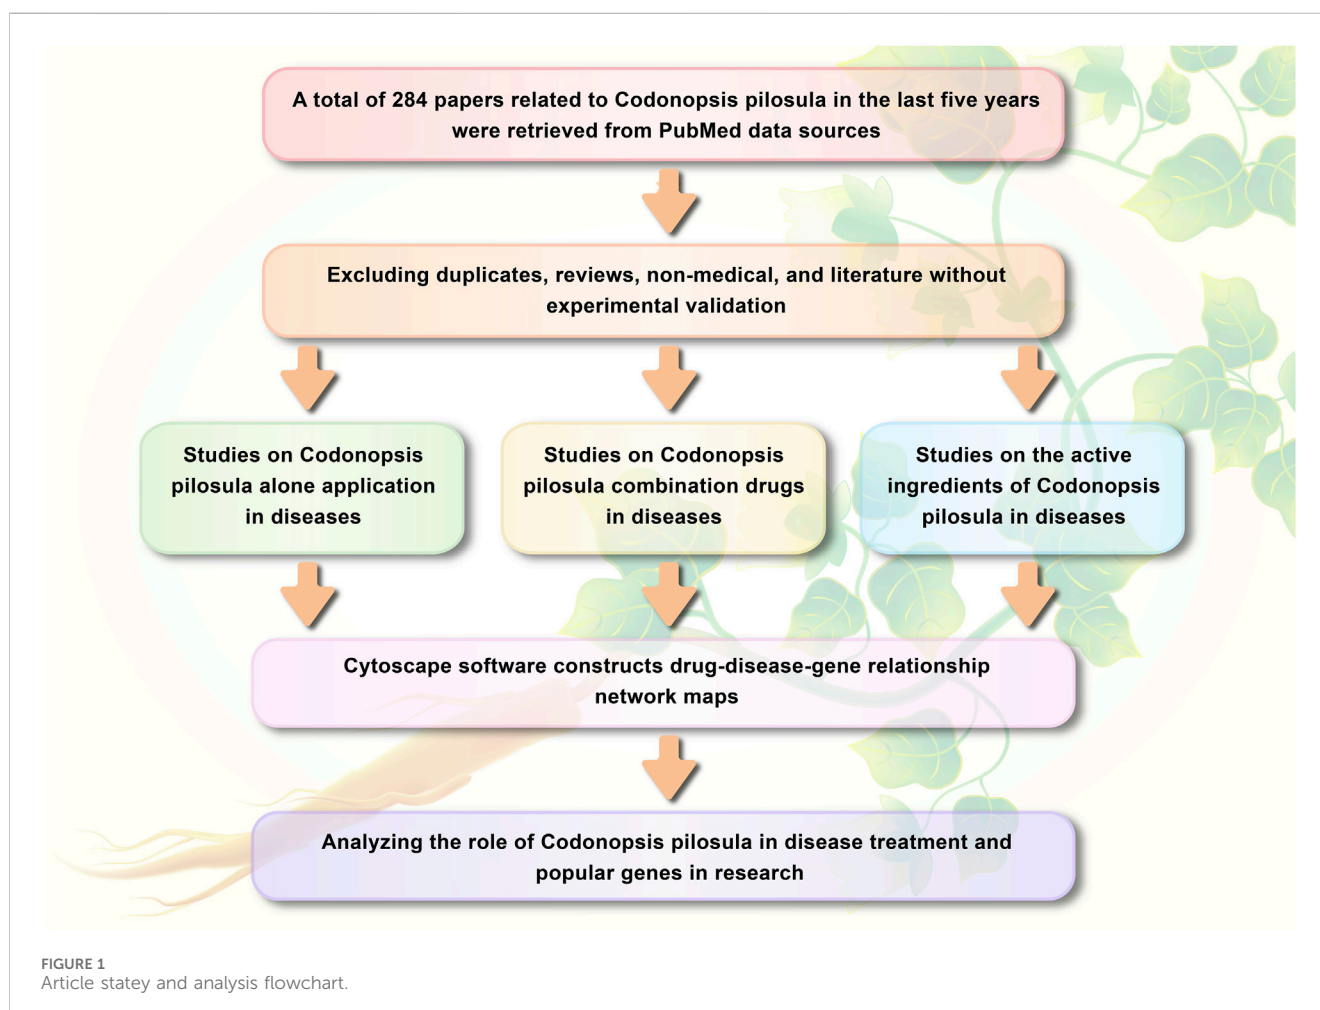 A total of 284 papers related to Codonopsis pilosula in the last five years
were retrieved from PubMed data sources
Excluding duplicates, reviews, non-medical, and literature without
experimental validation
Studies on Codonopsis
pilosula alone application
in diseases
Studies on Codonopsis
pilosula combination drugs
in diseases
Studies on the active
ingredients of Codonopsis
pilosula in diseases
Cytoscape software constructs drug-disease-gene relationship
network maps
Analyzing the role of Codonopsis pilosula in disease treatment and
popular genes in research
FIGURE 1
Article statey and analysis flowchart.